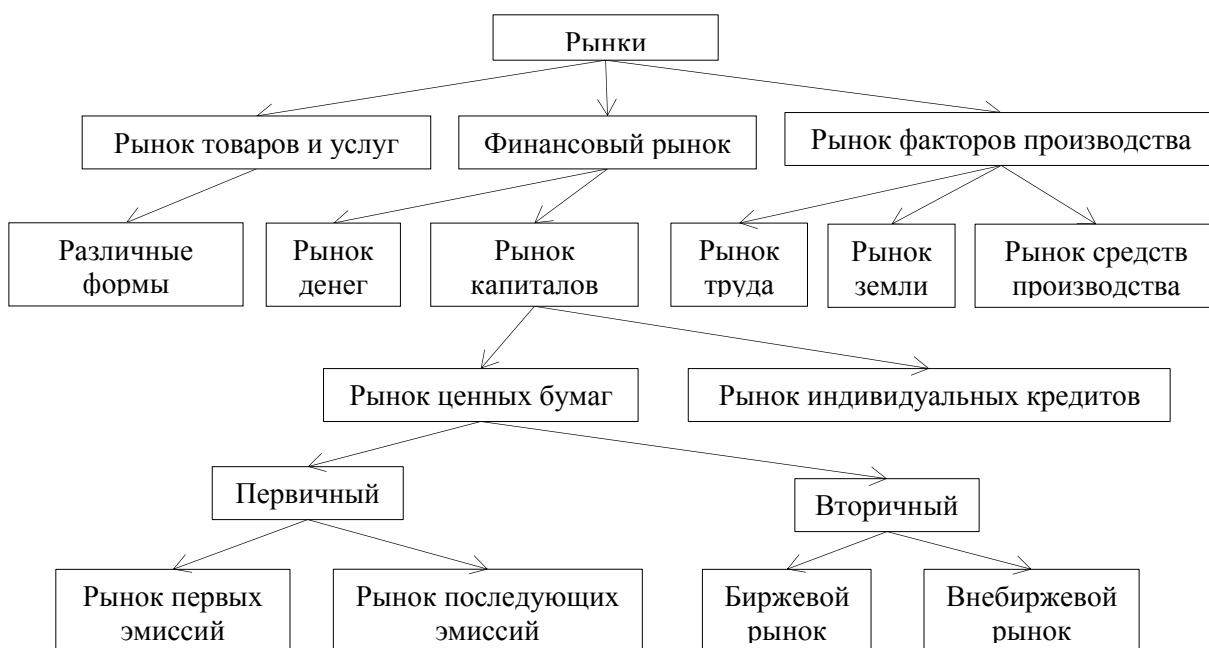 Рынки
Рынок товаров и услуг
Финансовый рынок
Рынок факторов производства
Различные
формы
Рынок
денег
Рынок
капиталов
Рынок
труда
Рынок
земли
Рынок средств
производства
Рынок ценных бумаг
Рынок индивидуальных кредитов
Первичный
Вторичный
Рынок первых
эмиссий
Рынок последующих
эмиссий
Биржевой
рынок
Внебиржевой
рынок